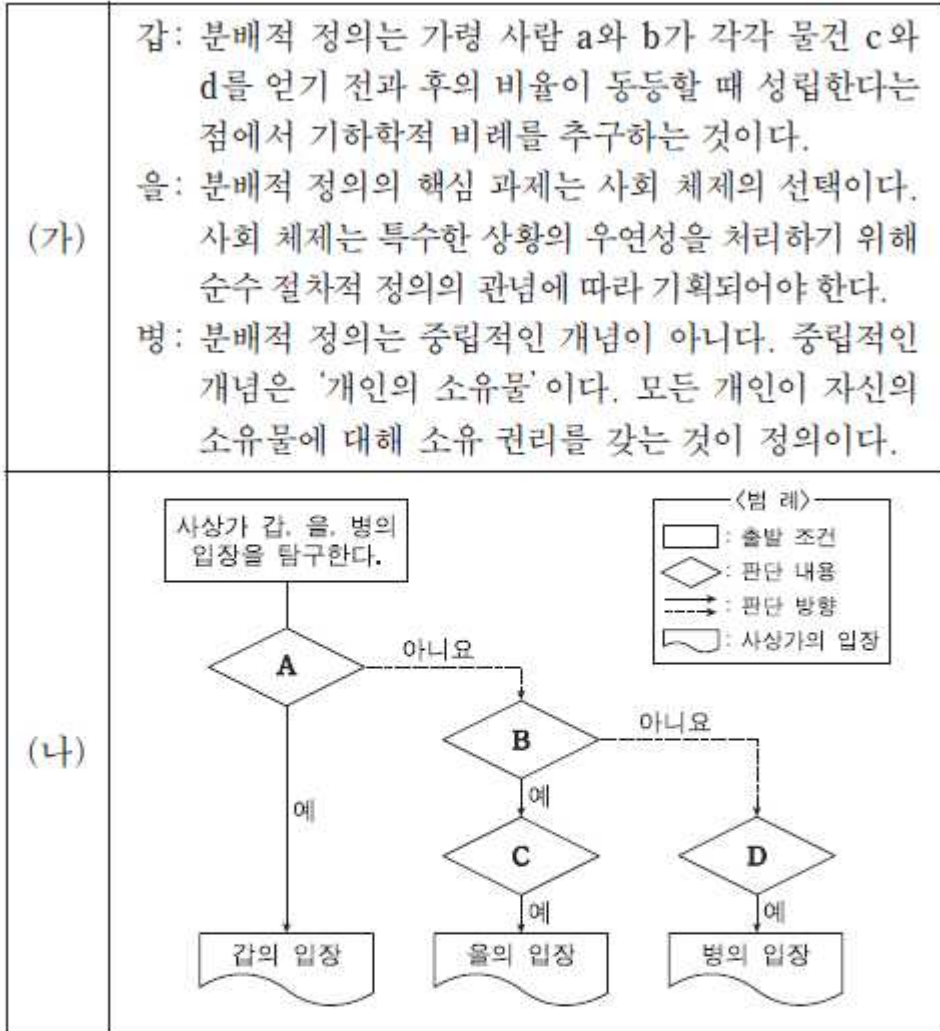 (가)
갑: 분배적 정의는 가령 사람 a와 b가 각각 물건 c와
d를 얻기 전과 후의 비율이 동등할 때 성립한다는
점에서 기하학적 비례를 추구하는 것이다.
을: 분배적 정의의 핵심 과제는 사회 체제의 선택이다.
사회 체제는 특수한 상황의 우연성을 처리하기 위해
순수 절차적 정의의 관념에 따라 기획되어야 한다.
병: 분배적 정의는 중립적인 개념이 아니다. 중립적인
개념은 '개인의 소유물'이다. 모든 개인이 자신의
소유물에 대해 소유 권리를 갖는 것이 정의이다.
(나)
사상가 갑, 을, 병의
입장을 탐구한다.
<범 례>
: 출발 조건
: 판단 내용
: 판단 방향
: 사상가의 입장
A
아니요
B
아니요
예
예
C
D
예
예
갑의 입장
을의 입장
병의 입장